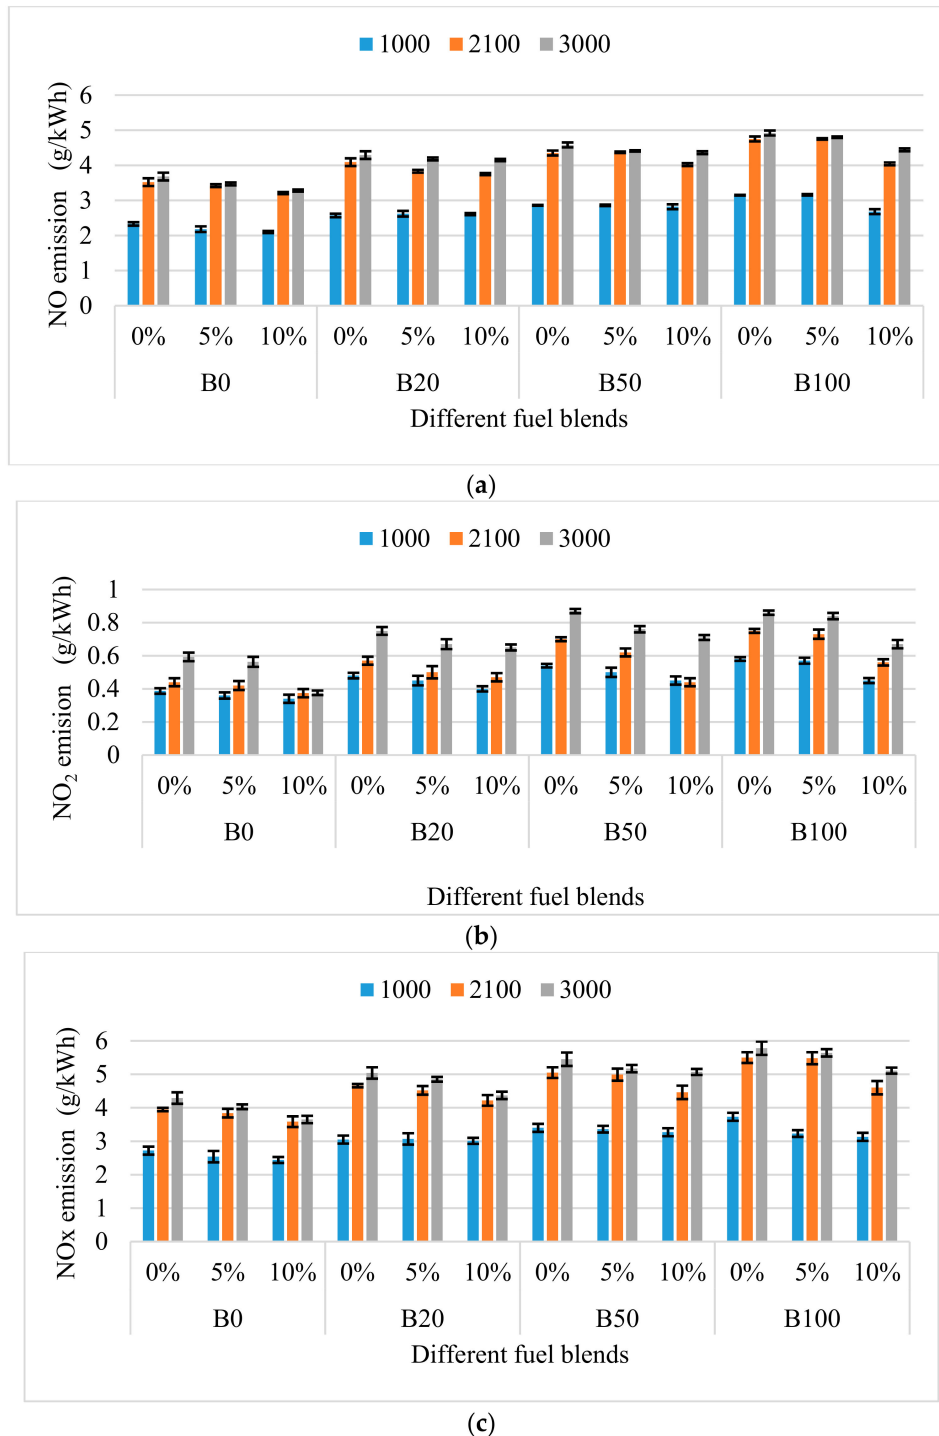 1000 2100 3000
NO emission (g/kWh)
6
5
4
3
2
1
0
0% 5% 10% 0% 5% 10% 0% 5% 10% 0% 5% 10%
B0 B20 B50 B100
Different fuel blends
(a)
1000 2100 3000
NO2 emision (g/kWh)
1
0.8
0.6
0.4
0.2
0
0% 5% 10% 0% 5% 10% 0% 5% 10% 0% 5% 10%
B0 B20 B50 B100
Different fuel blends
(b)
1000 2100 3000
NOx emission (g/kWh)
6
5
4
3
2
1
0
0% 5% 10% 0% 5% 10% 0% 5% 10% 0% 5% 10%
B0 B20 B50 B100
Different fuel blends
(c)